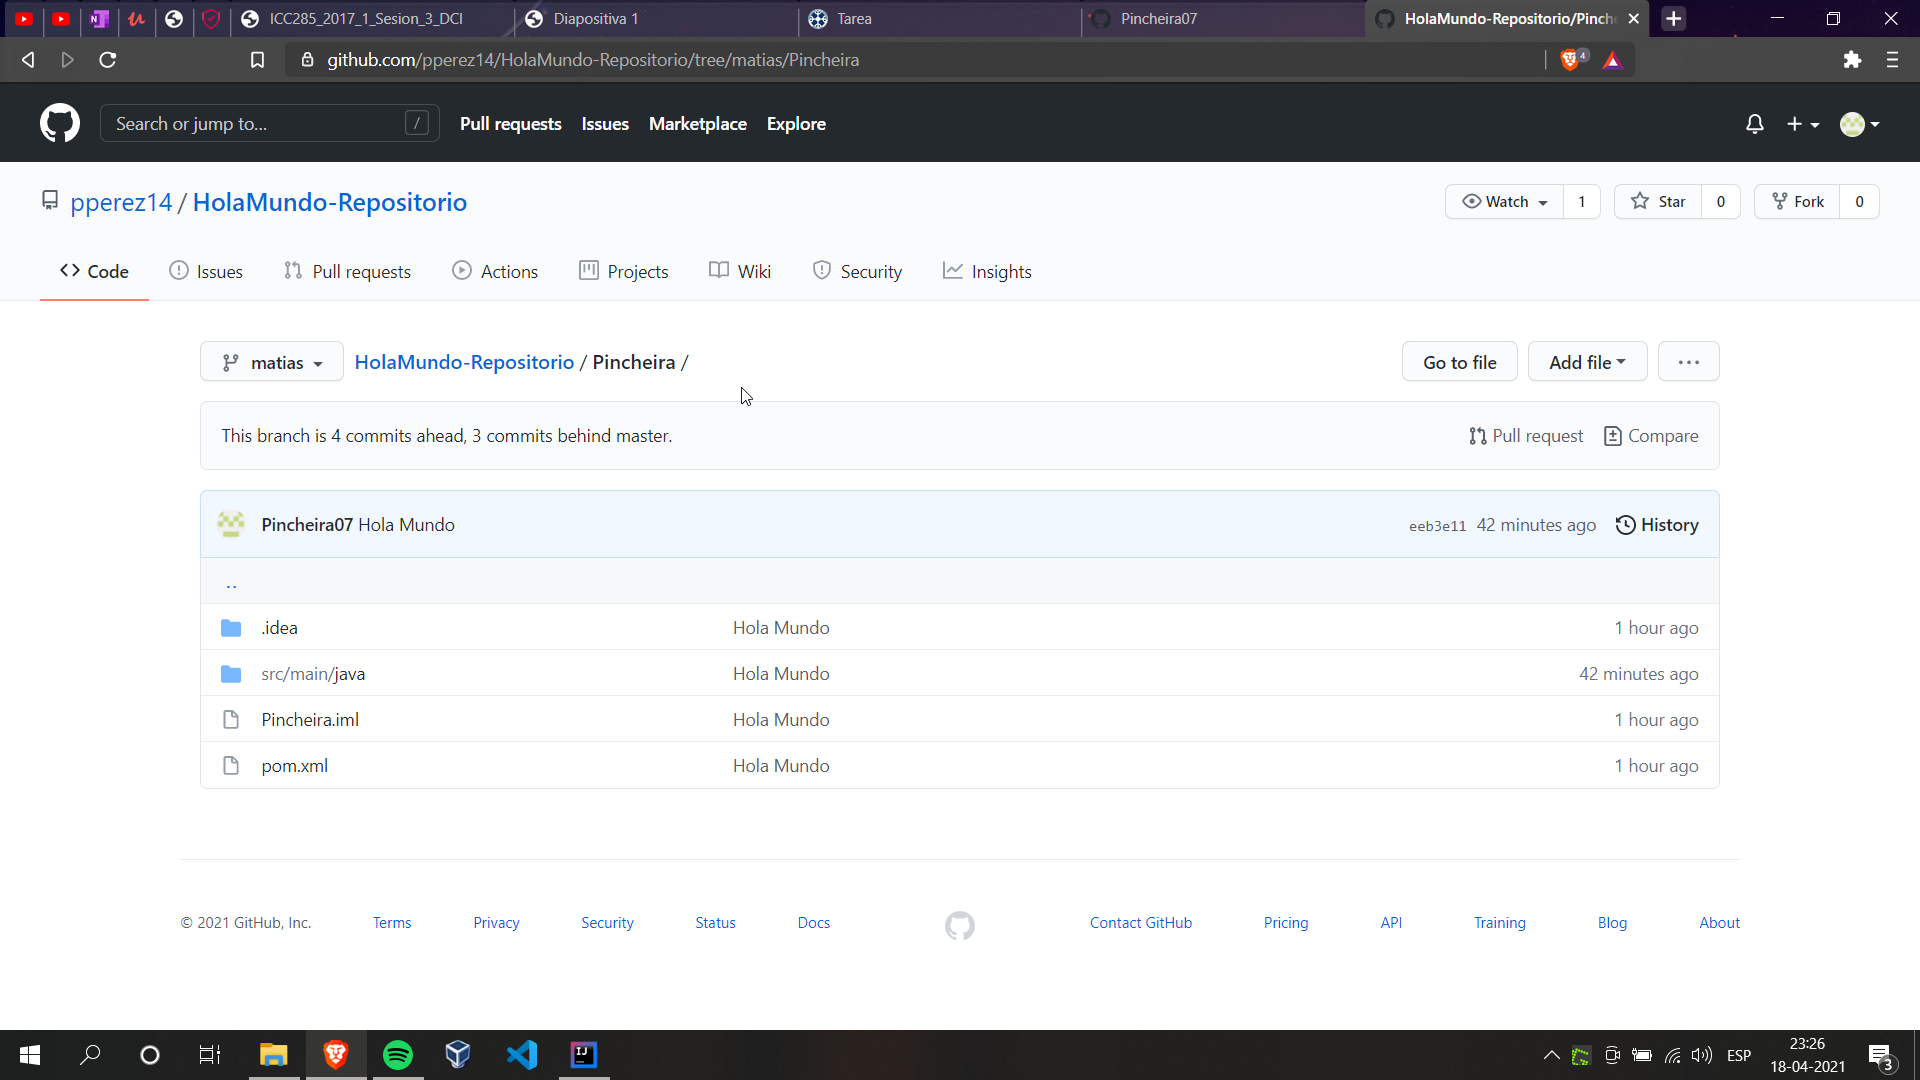 ICC285_2017_1_Sesion_3_DCI
Diapositiva 1
Tarea
Pincheira07
HolaMundo-Repositorio/Pinche
github.com/pperez14/HolaMundo-Repositorio/tree/matias/Pincheira
4
Search or jump to...
/
Pull requests
Issues
Marketplace
Explore
pperez14 / HolaMundo-Repositorio
Watch 1
Star 0
Fork 0
Code
Issues
Pull requests
Actions
Projects
Wiki
Security
Insights
matias
HolaMundo-Repositorio / Pincheira /
Go to file
Add file
This branch is 4 commits ahead, 3 commits behind master.
Pull request
Compare
Pincheira07 Hola Mundo
eeb3e11 42 minutes ago
History
..
.idea Hola Mundo 1 hour ago
src/main/java Hola Mundo 42 minutes ago
Pincheira.iml Hola Mundo 1 hour ago
pom.xml Hola Mundo 1 hour ago
© 2021 GitHub, Inc.
Terms
Privacy
Security
Status
Docs
Contact GitHub
Pricing
API
Training
Blog
About
IJ
ESP
23:26
18-04-2021
3